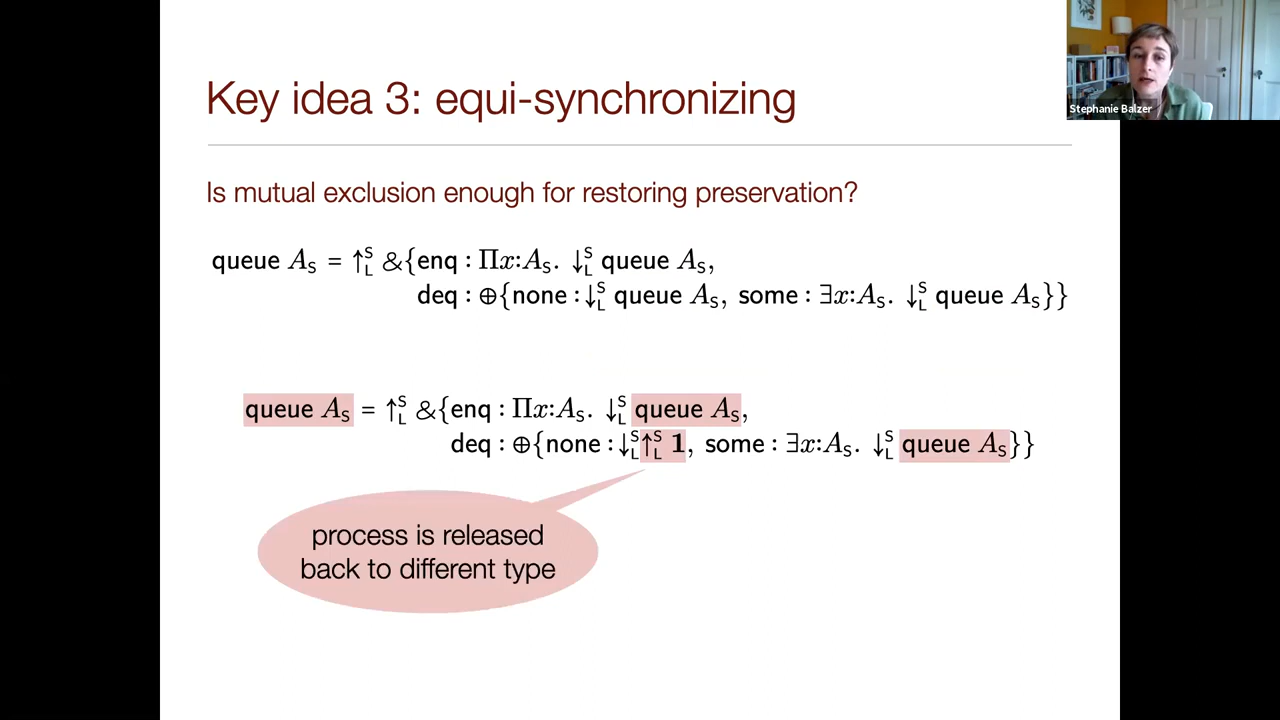 Key idea 3: equi-synchronizing
Stephanie Balzer
Is mutual exclusion enough for restoring preservation?
queue A_S = ↑^S_L &{enq : Πx:A_S. ↓^S_L queue A_S,
deq : ⊕{none : ↓^S_L queue A_S, some : ∃x:A_S. ↓^S_L queue A_S}}
queue A_S = ↑^S_L &{enq : Πx:A_S. ↓^S_L queue A_S,
deq : ⊕{none : ↓^S_L ↑^S_L 1, some : ∃x:A_S. ↓^S_L queue A_S}}
process is released
back to different type